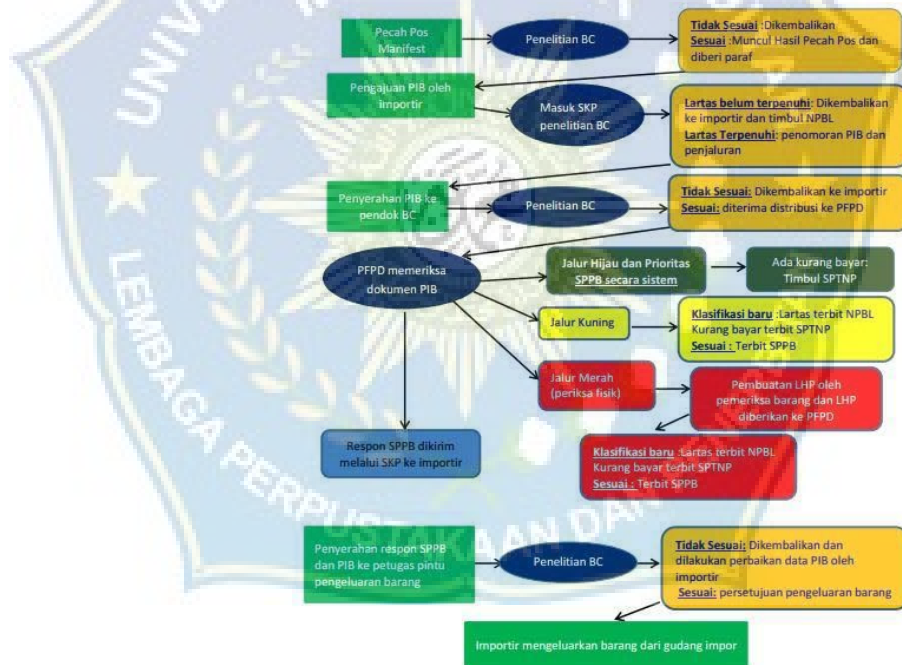 Pecah Pos
Manifest
Penelitian BC
Tidak Sesuai :Dikembalikan
Sesuai :Muncul Hasil Pecah Pos dan
diberi paraf
Pengajuan PIB oleh
importir
Masuk SKP
penelitian BC
Lartas belum terpenuhi: Dikembalikan
ke importir dan timbul NPBL
Lartas Terpenuhi: penomoran PIB dan
penjaluran
Penyerahan PIB ke
pendok BC
Penelitian BC
Tidak Sesuai: Dikembalikan ke importir
Sesuai: diterima distribusi ke PFPD
PFPD memeriksa
dokumen PIB
Jalur Hijau dan Prioritas
SPPB secara sistem
Ada kurang bayar:
Timbul SPTNP
Jalur Kuning
Klasifikasi baru :Lartas terbit NPBL
Kurang bayar terbit SPTNP
Sesuai : Terbit SPPB
Jalur Merah
(periksa fisik)
Pembuatan LHP oleh
pemeriksa barang dan LHP
diberikan ke PFPD
Respon SPPB dikirim
melalui SKP ke importir
Klasifikasi baru :Lartas terbit NPBL
Kurang bayar terbit SPTNP
Sesuai : Terbit SPPB
Penyerahan respon SPPB
dan PIB ke petugas pintu
pengeluaran barang
Penelitian BC
Tidak Sesuai: Dikembalikan dan
dilakukan perbaikan data PIB oleh
importir
Sesuai: persetujuan pengeluaran barang
Importir mengeluarkan barang dari gudang impor
LEMBAGA PERPUSTAKAAN DAN